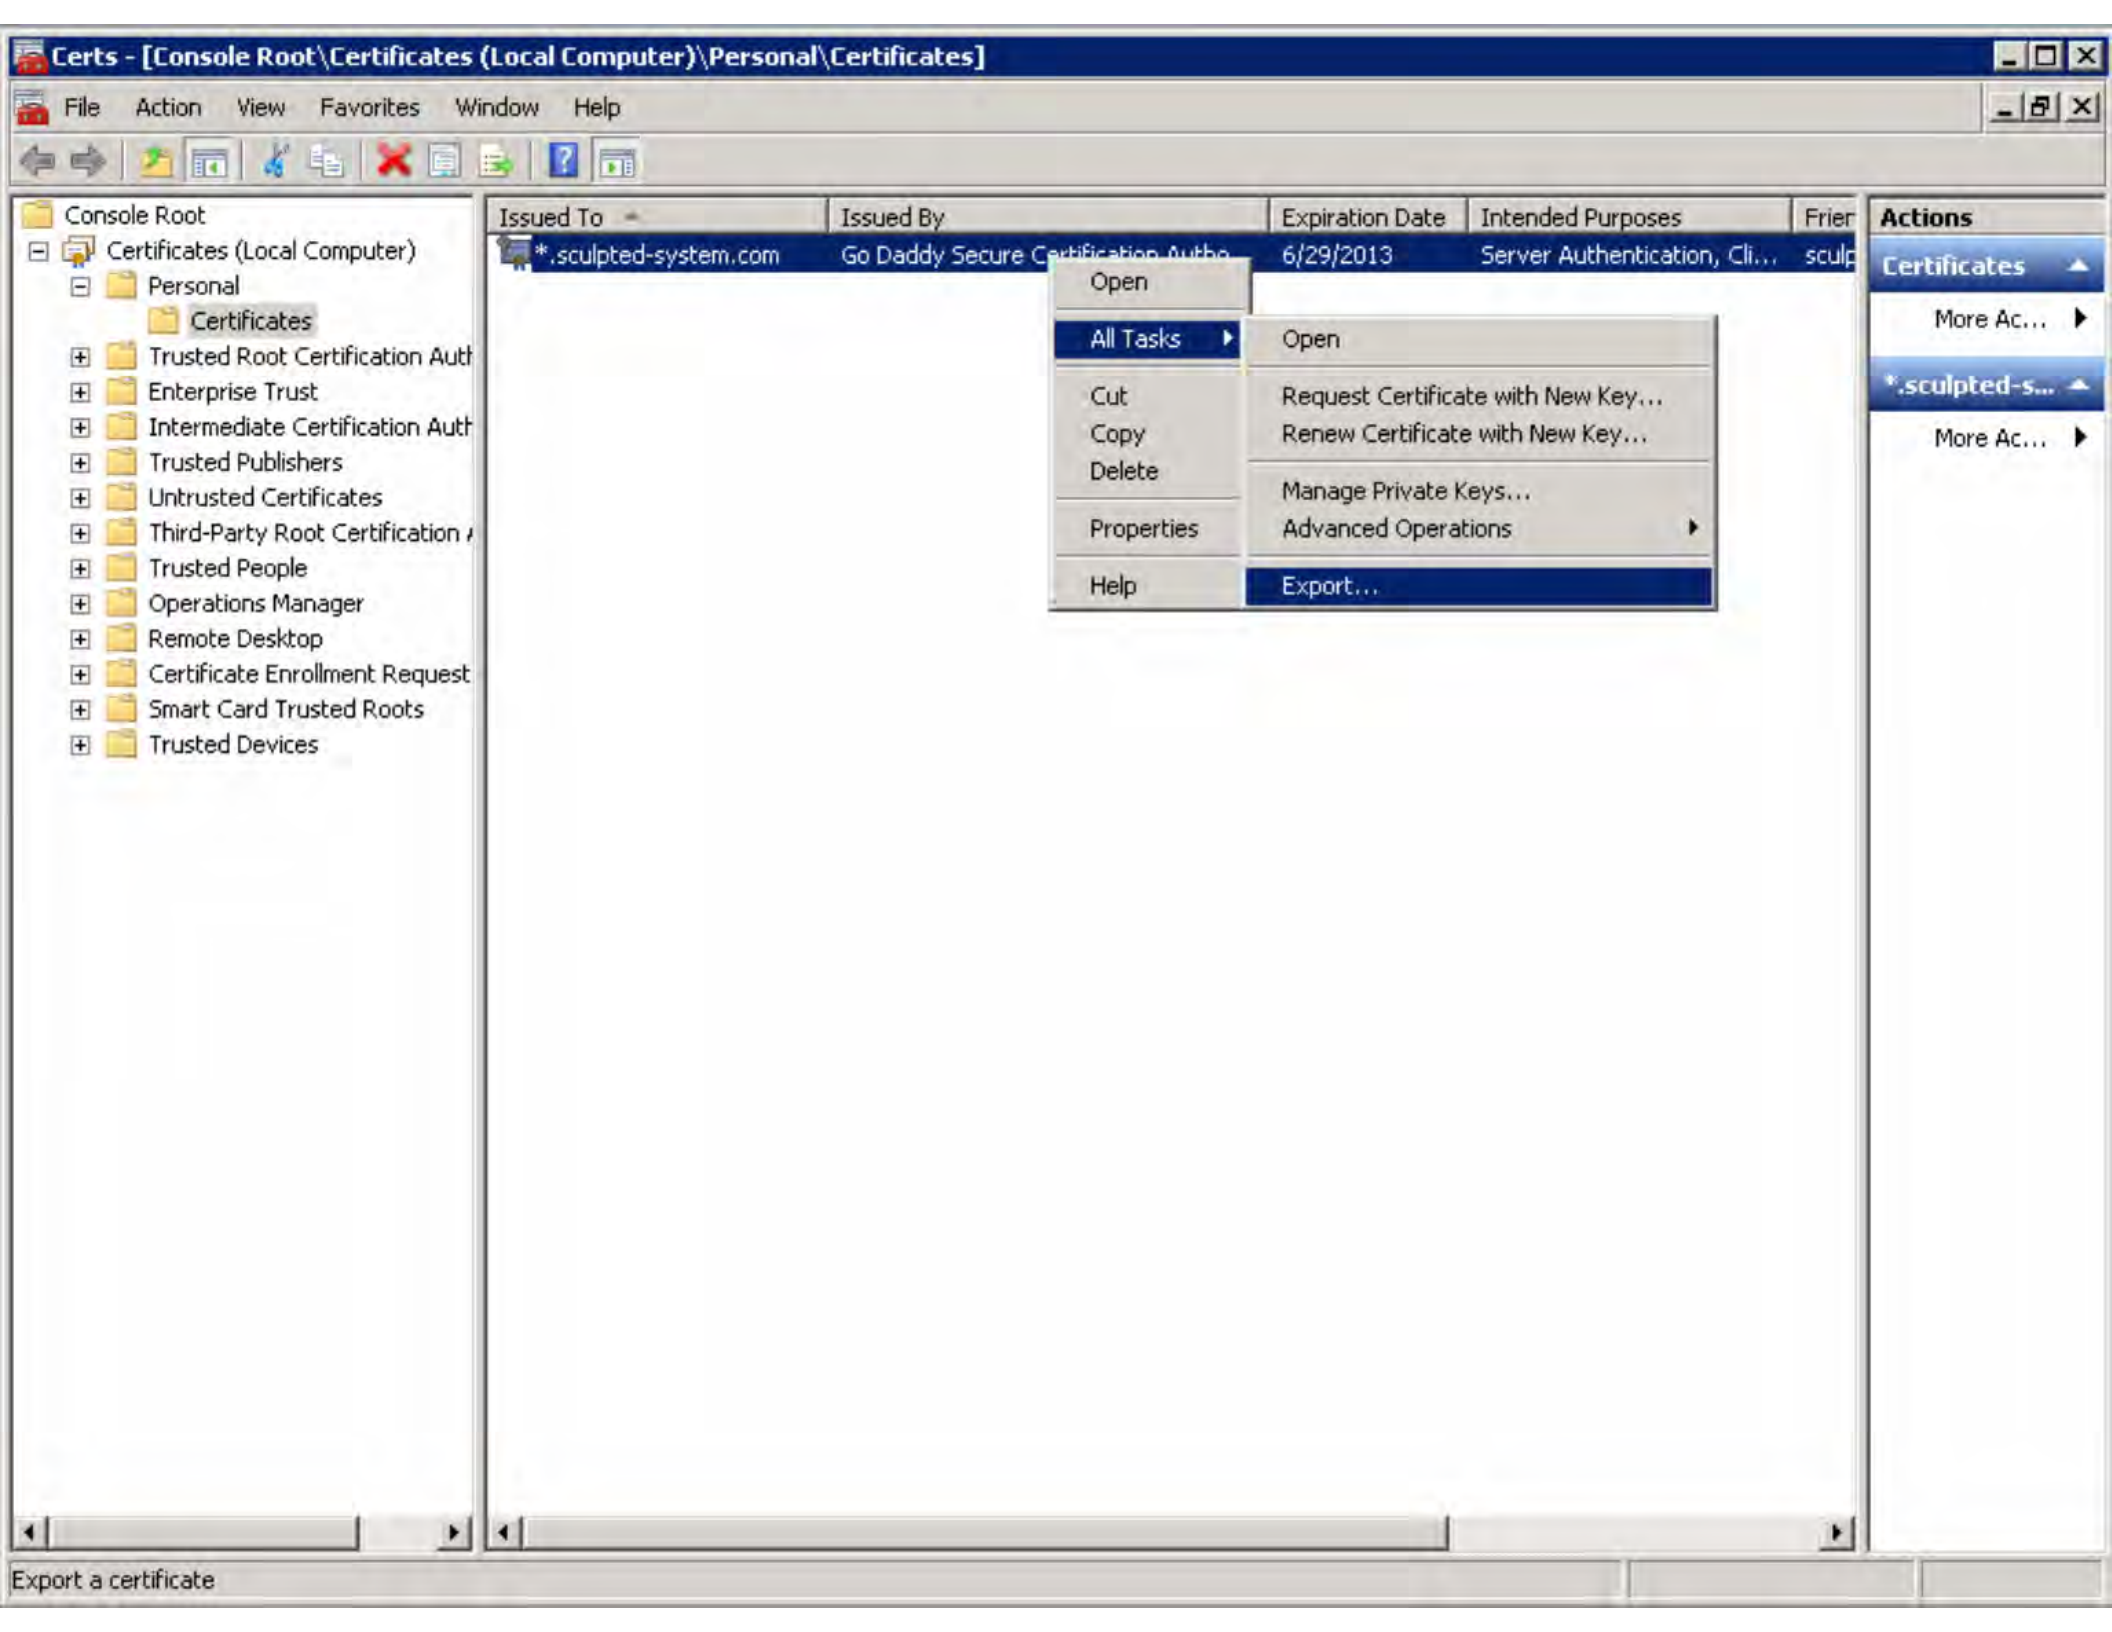 Certs - [Console Root\Certificates (Local Computer)\Personal\Certificates]
File Action View Favorites Window Help
Console Root
Certificates (Local Computer)
Personal
Certificates
Trusted Root Certification Auth
Enterprise Trust
Intermediate Certification Auth
Trusted Publishers
Untrusted Certificates
Third-Party Root Certification
Trusted People
Operations Manager
Remote Desktop
Certificate Enrollment Request
Smart Card Trusted Roots
Trusted Devices
Issued To Issued By Expiration Date Intended Purposes Frien
*.sculpted-system.com Go Daddy Secure Certification Autho 6/29/2013 Server Authentication, Cli... sculp
Open
All Tasks
Cut
Copy
Delete
Properties
Help
Open
Request Certificate with New Key...
Renew Certificate with New Key...
Manage Private Keys...
Advanced Operations
Export...
Actions
Certificates
More Ac...
*.sculpted-s...
More Ac...
Export a certificate